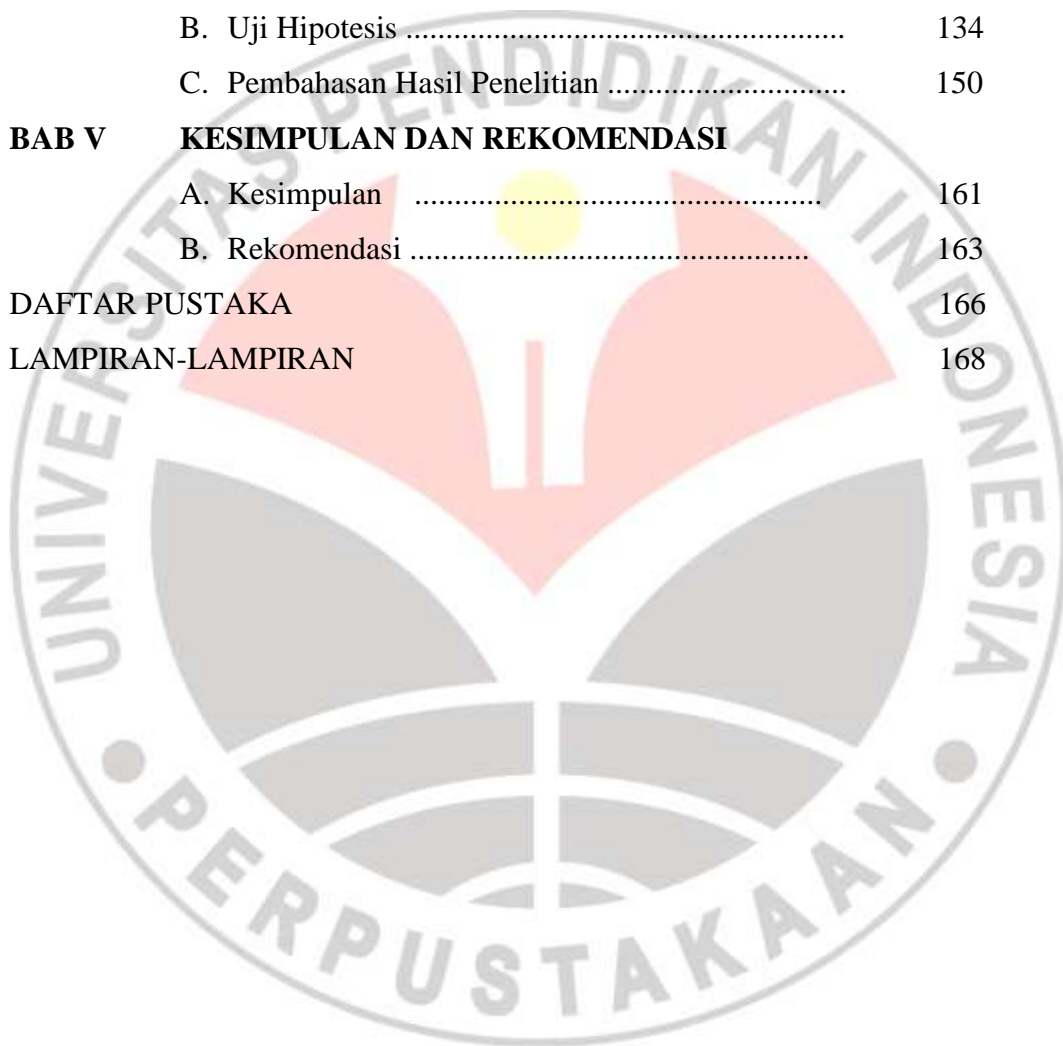 B. Uji Hipotesis ....................................................... 134
C. Pembahasan Hasil Penelitian .............................. 150
BAB V KESIMPULAN DAN REKOMENDASI
A. Kesimpulan ................................................... 161
B. Rekomendasi .................................................. 163
DAFTAR PUSTAKA 166
LAMPIRAN-LAMPIRAN 168
UNIVERSITAS PENDIDIKAN INDONESIA
PERPUSTAKAAN